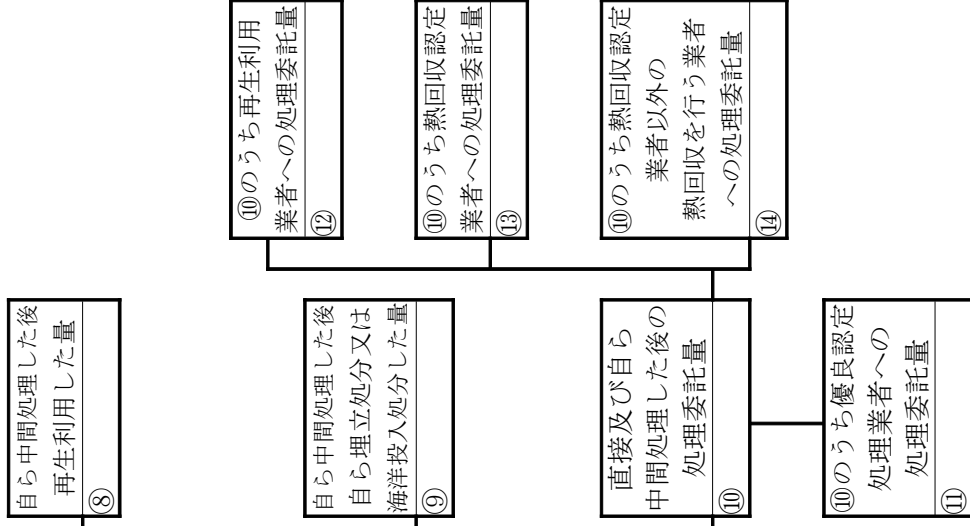 自ら中間処理した後
再生利用した量
⑧
自ら中間処理した後
自ら埋立処分又は
海洋投入処分した量
⑨
直接及び自ら
中間処理した後の
処理委託量
⑩
⑩のうち優良認定
処理業者への
処理委託量
⑪
⑩のうち再生利用
業者への処理委託量
⑫
⑩のうち熱回収認定
業者への処理委託量
⑬
⑩のうち熱回収認定
業者以外の
熱回収を行う業者
への処理委託量
⑭